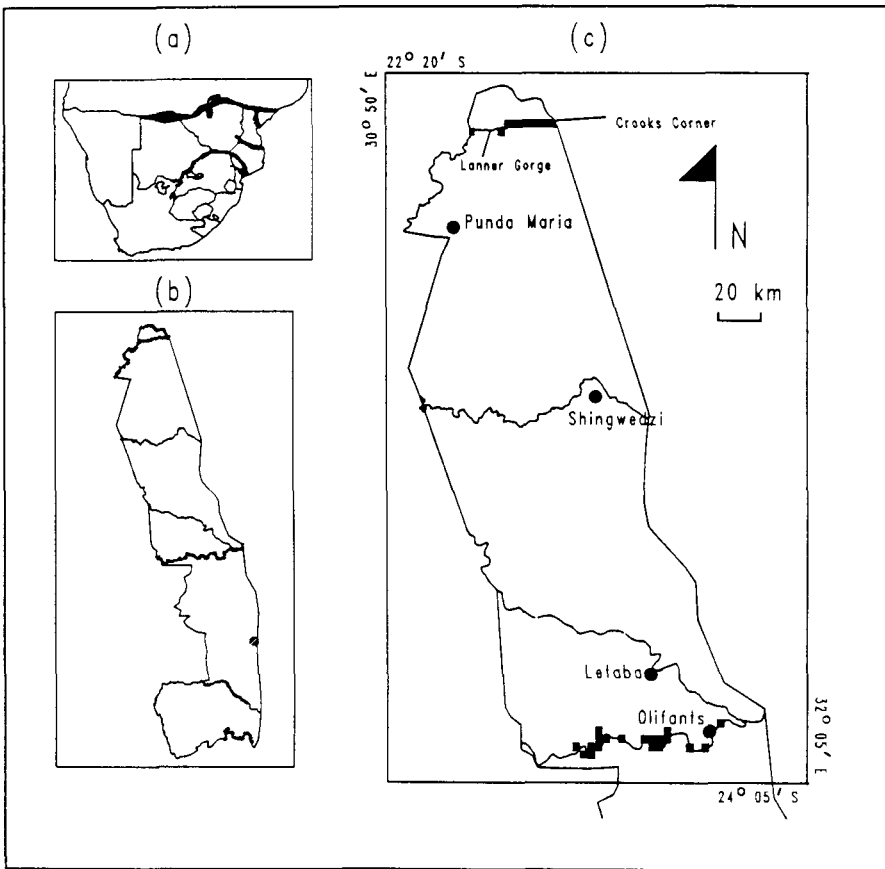 (a)
(b)
(c)
22° 20′ S
30° 50′ E
Crooks Corner
Lanner Gorge
Punda Maria
N
20 km
Shingwedzi
Letaba
Olifants
32° 05′ E
24° 05′ S